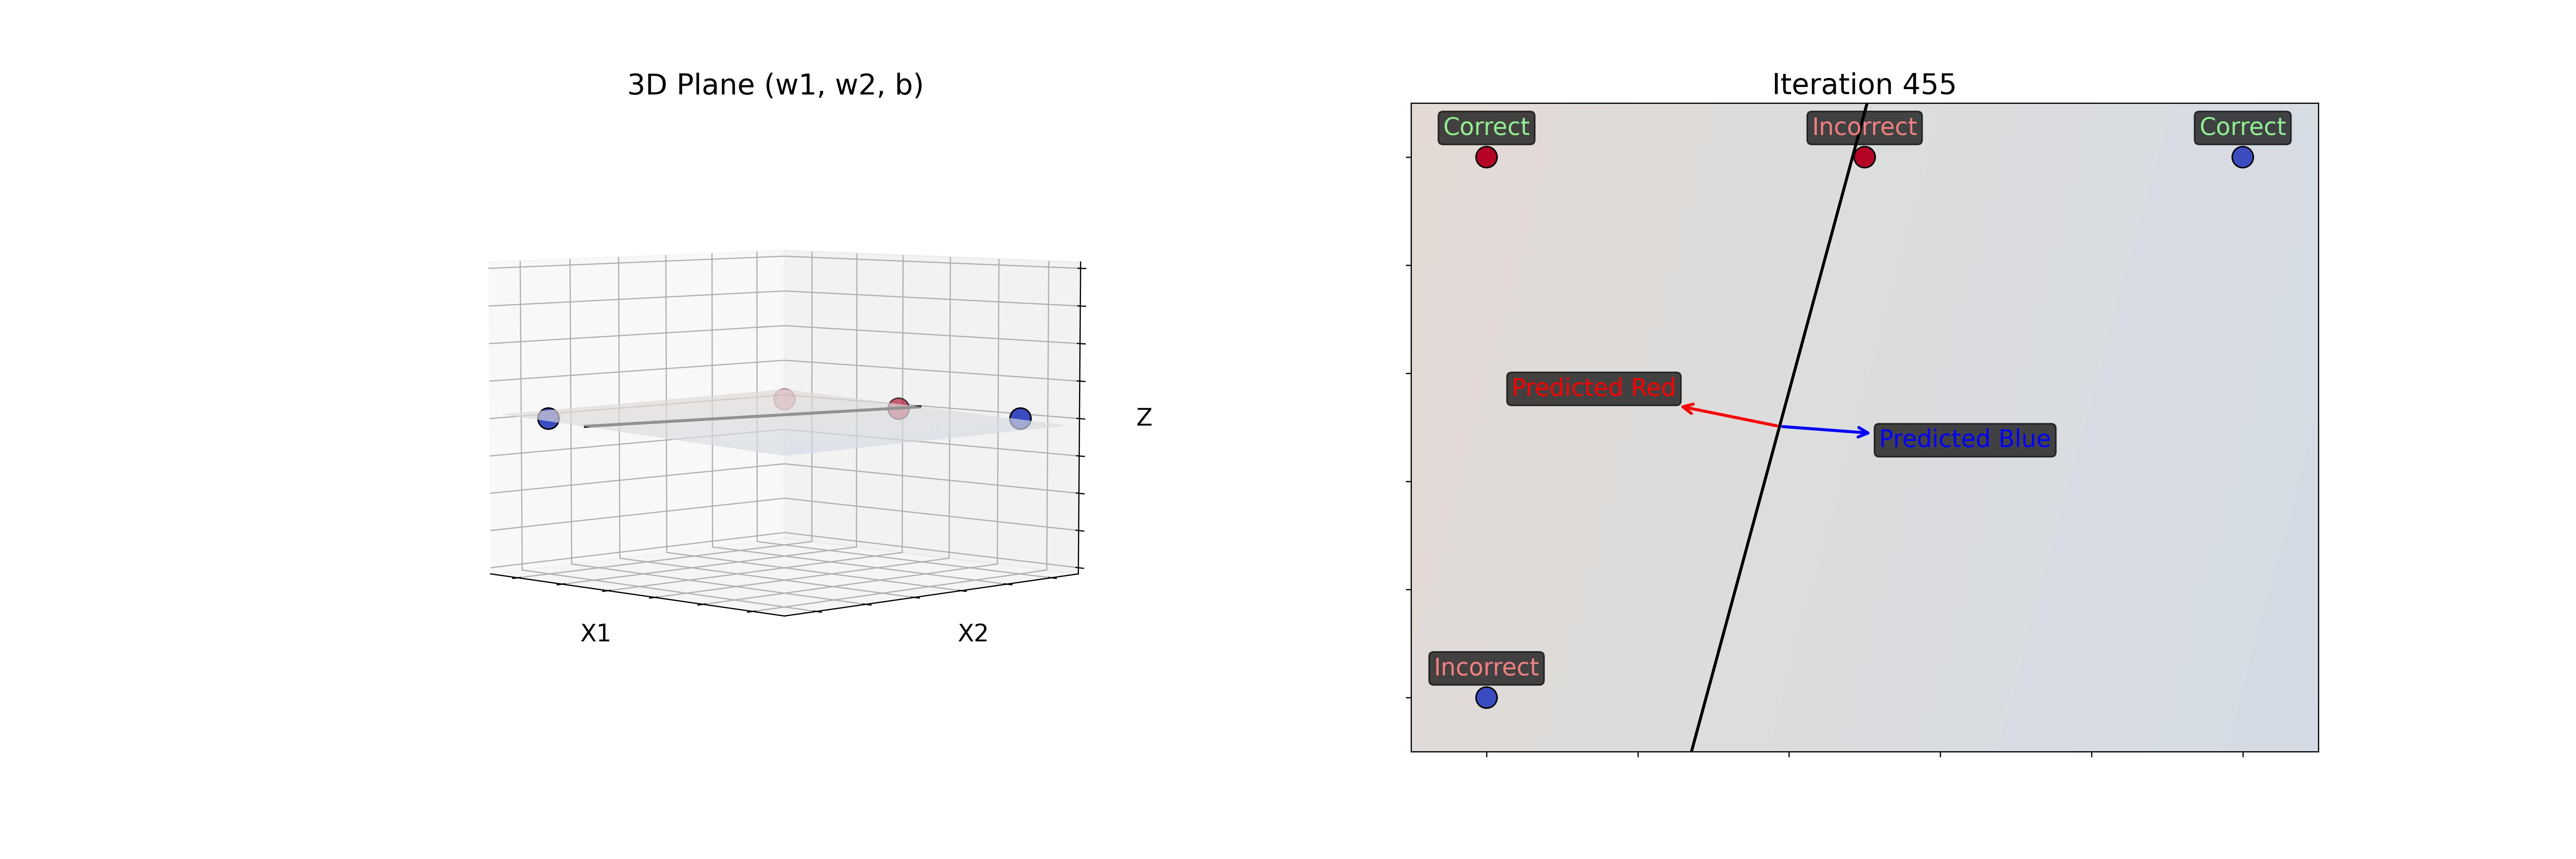 3D Plane (w1, w2, b)
Z
X1
X2
Iteration 455
Correct
Incorrect
Correct
Predicted Red
Predicted Blue
Incorrect